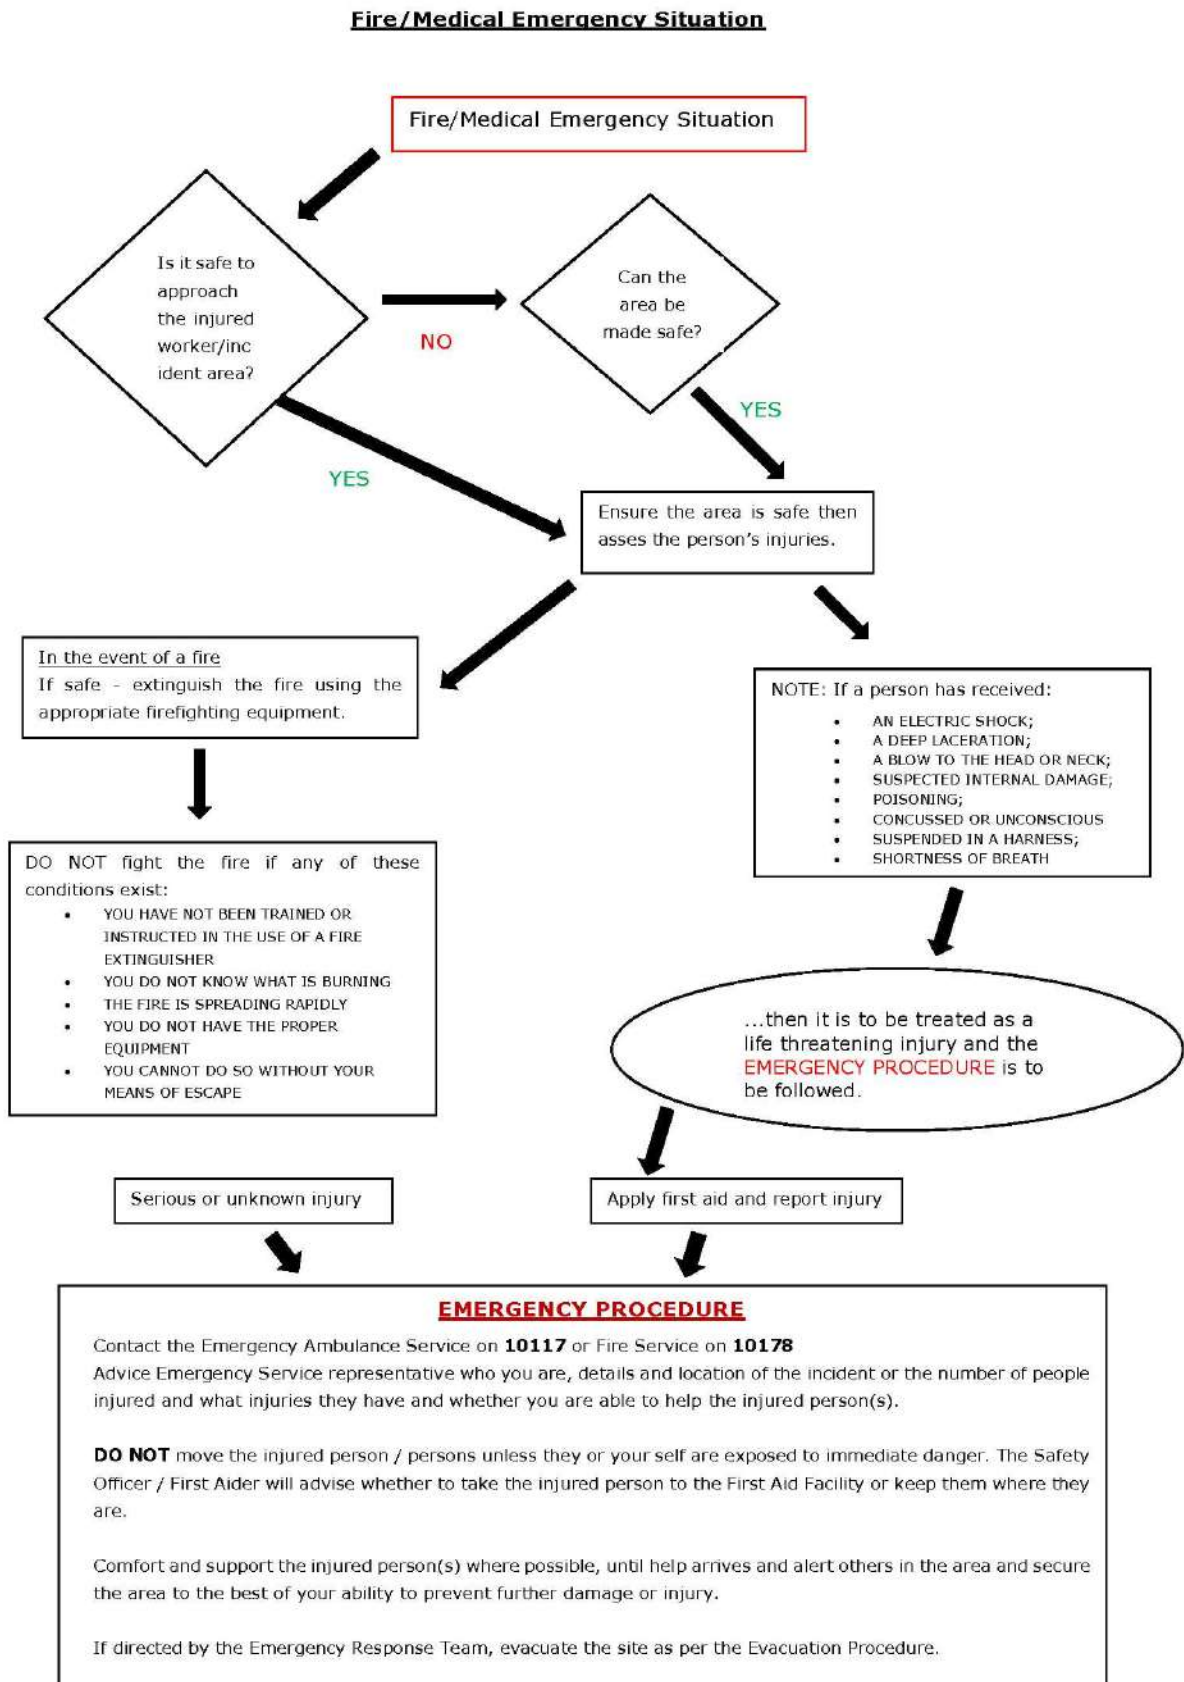 Fire/Medical Emergency Situation
Fire/Medical Emergency Situation
Is it safe to
approach
the injured
worker/inc
ident area?
NO
Can the
area be
made safe?
YES
YES
Ensure the area is safe then
asses the person's injuries.
In the event of a fire
If safe - extinguish the fire using the
appropriate firefighting equipment.
NOTE: If a person has received:
• AN ELECTRIC SHOCK;
• A DEEP LACERATION;
• A BLOW TO THE HEAD OR NECK;
• SUSPECTED INTERNAL DAMAGE;
• POISONING;
• CONCUSSED OR UNCONSCIOUS
• SUSPENDED IN A HARNESS;
• SHORTNESS OF BREATH
DO NOT fight the fire if any of these
conditions exist:
• YOU HAVE NOT BEEN TRAINED OR
INSTRUCTED IN THE USE OF A FIRE
EXTINGUISHER
• YOU DO NOT KNOW WHAT IS BURNING
• THE FIRE IS SPREADING RAPIDLY
• YOU DO NOT HAVE THE PROPER
EQUIPMENT
• YOU CANNOT DO SO WITHOUT YOUR
MEANS OF ESCAPE
...then it is to be treated as a
life threatening injury and the
EMERGENCY PROCEDURE is to
be followed.
Serious or unknown injury
Apply first aid and report injury
EMERGENCY PROCEDURE
Contact the Emergency Ambulance Service on 10117 or Fire Service on 10178
Advice Emergency Service representative who you are, details and location of the incident or the number of people
injured and what injuries they have and whether you are able to help the injured person(s).
DO NOT move the injured person / persons unless they or your self are exposed to immediate danger. The Safety
Officer / First Aider will advise whether to take the injured person to the First Aid Facility or keep them where they
are.
Comfort and support the injured person(s) where possible, until help arrives and alert others in the area and secure
the area to the best of your ability to prevent further damage or injury.
If directed by the Emergency Response Team, evacuate the site as per the Evacuation Procedure.